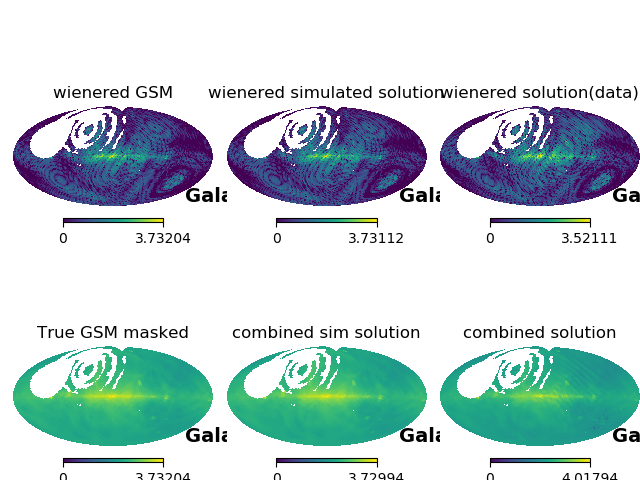 wienered GSM
wienered simulated solution
wienered solution(data)
Gala
Gala
Ga
0
3.73204
0
3.73112
0
3.52111
True GSM masked
combined sim solution
combined solution
Gala
Gala
Ga
0
3.73204
0
3.72994
0
4.01794